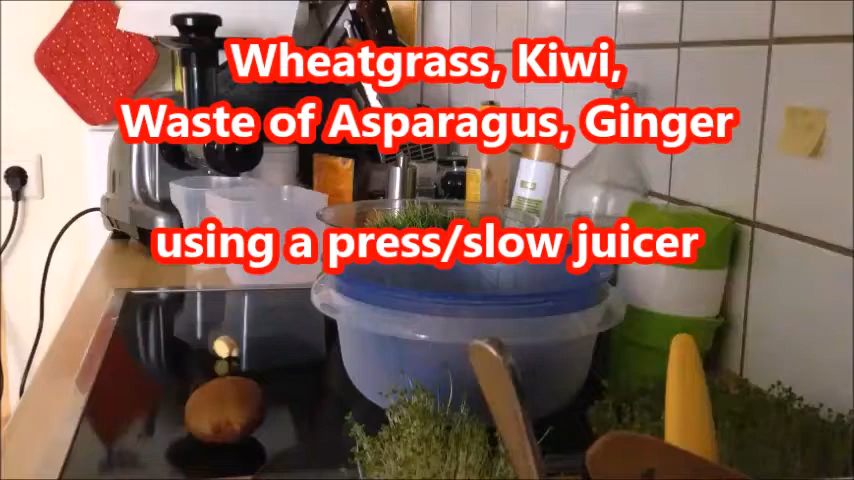 Wheatgrass, Kiwi,
Waste of Asparagus, Ginger
using a press/slow juicer